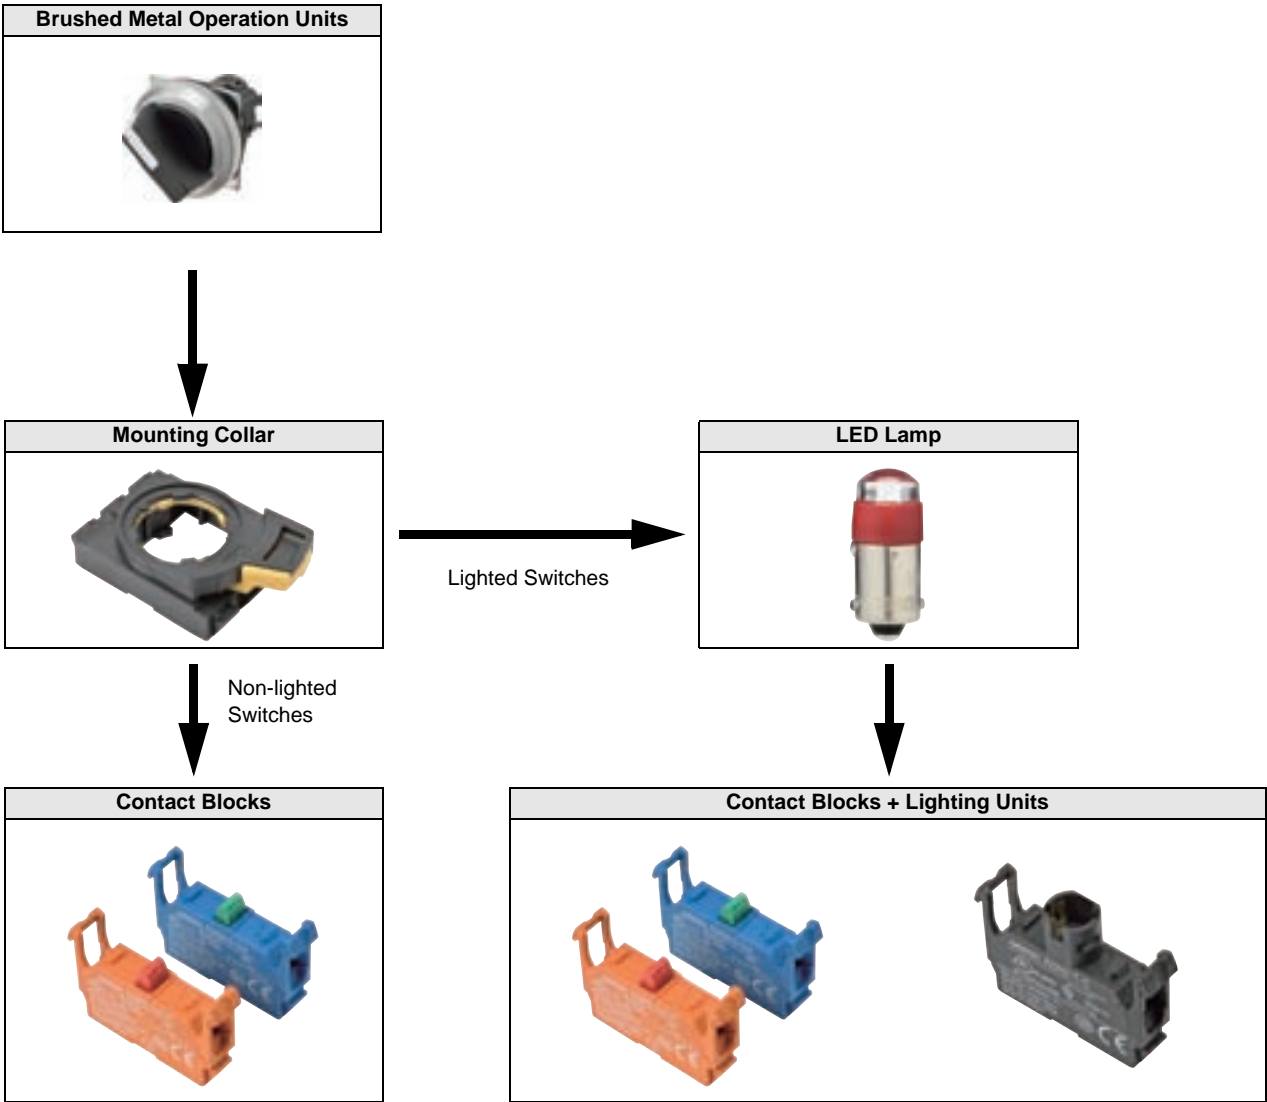 Brushed Metal Operation Units
Mounting Collar
LED Lamp
Lighted Switches
Non-lighted
Switches
Contact Blocks
Contact Blocks + Lighting Units